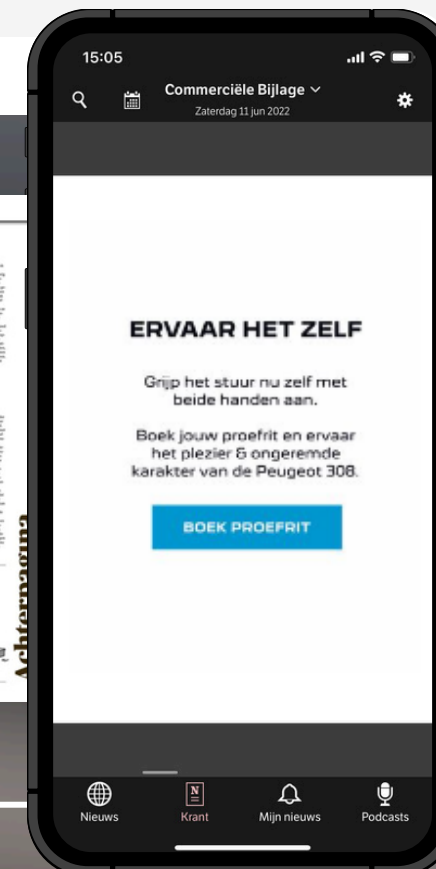 15:05
Commerciële Bijlage
Zaterdag 11 jun 2022
ERVAAR HET ZELF
Grijp het stuur nu zelf met
beide handen aan.
Boek jouw proefrit en ervaar
het plezier & ongeremde
karakter van de Peugeot 308.
BOEK PROEFRIT
N
Nieuws
Krant
Mijn nieuws
Podcasts
Achterpagina